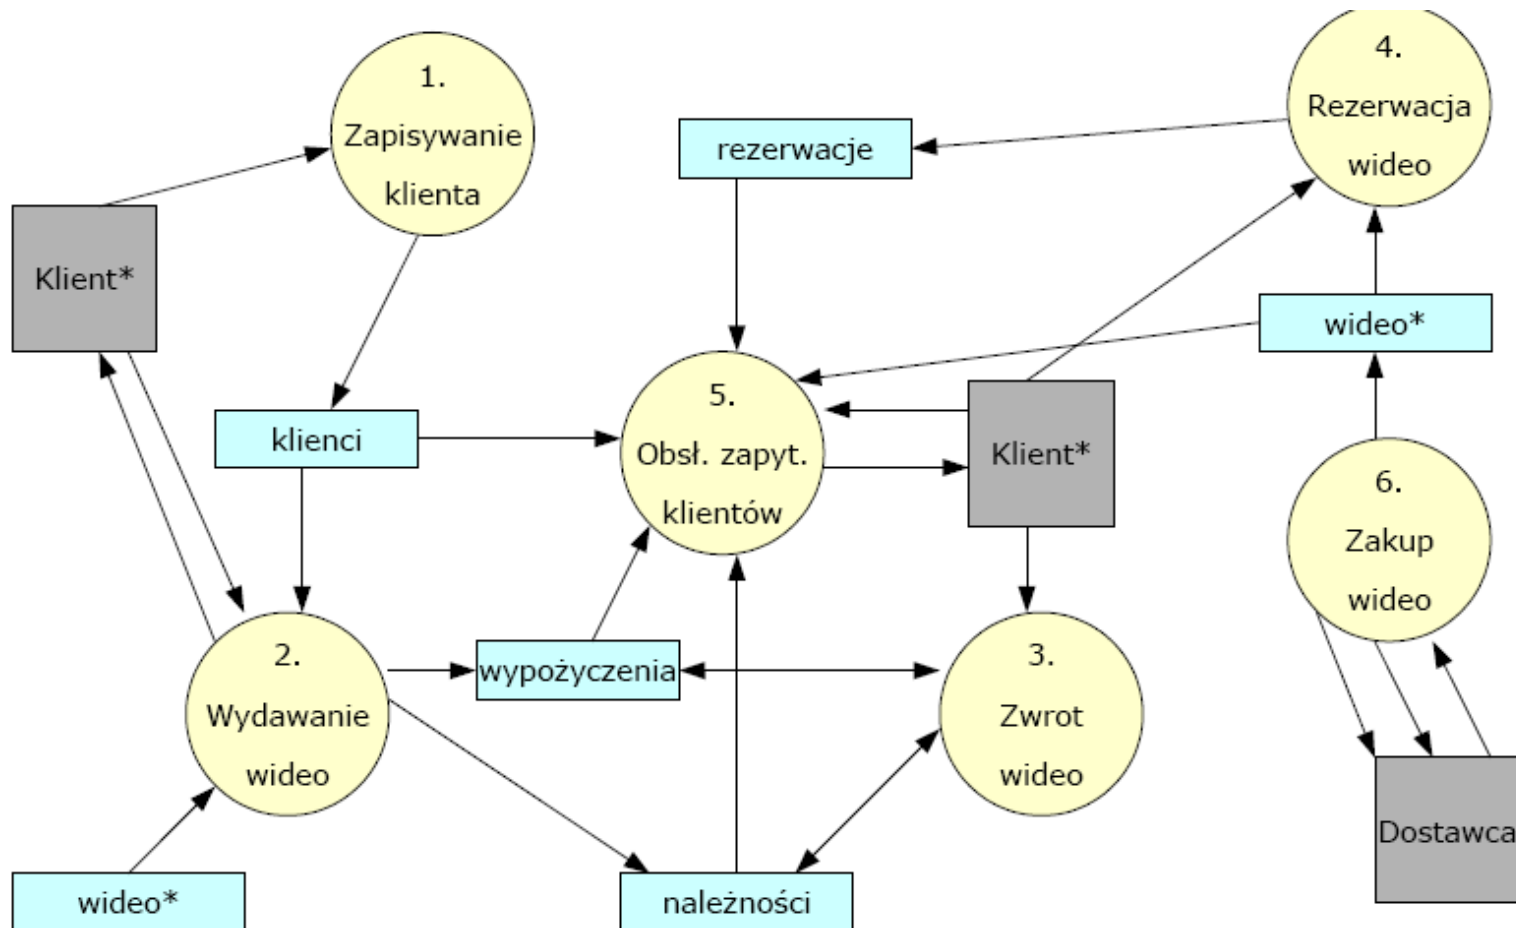 1.
Zapisywanie
klienta
4.
Rezerwacja
wideo
rezerwacje
Klient*
wideo*
klienci
5.
Obsł. zapyt.
klientów
Klient*
6.
Zakup
wideo
2.
Wydawanie
wideo
wypożyczenia
3.
Zwrot
wideo
Dostawca
wideo*
należności